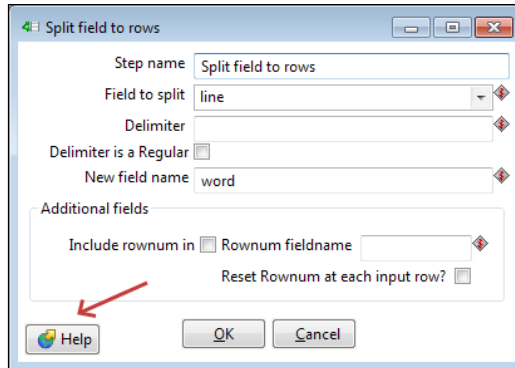 Split field to rows
Step name Split field to rows
Field to split line
Delimiter
Delimiter is a Regular
New field name word
Additional fields
Include rownum in Rownum fieldname
Reset Rownum at each input row?
Help OK Cancel